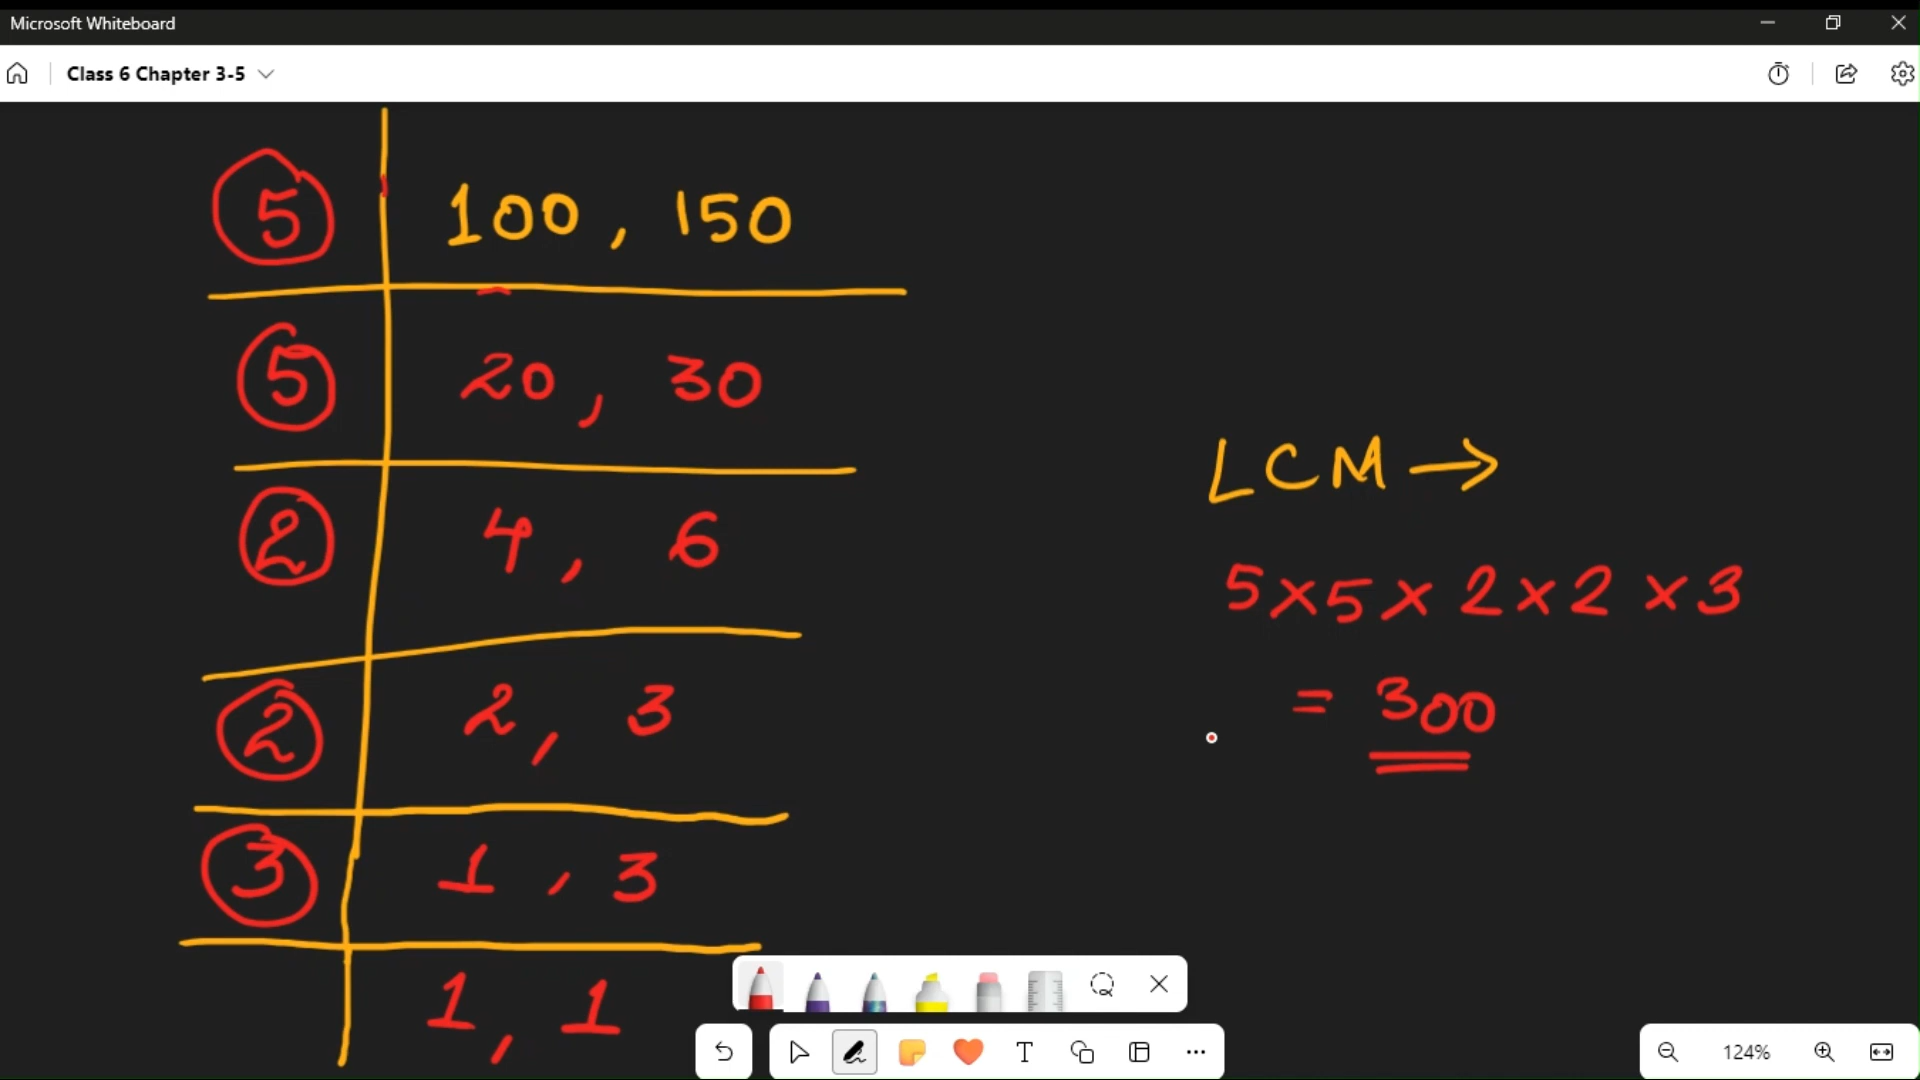 Microsoft Whiteboard
Class 6 Chapter 3-5
5 100, 150
5 20, 30
2 4, 6
2 2, 3
3 1, 3
1, 1
LCM →
5 × 5 × 2 × 2 × 3
= 300
T
124%